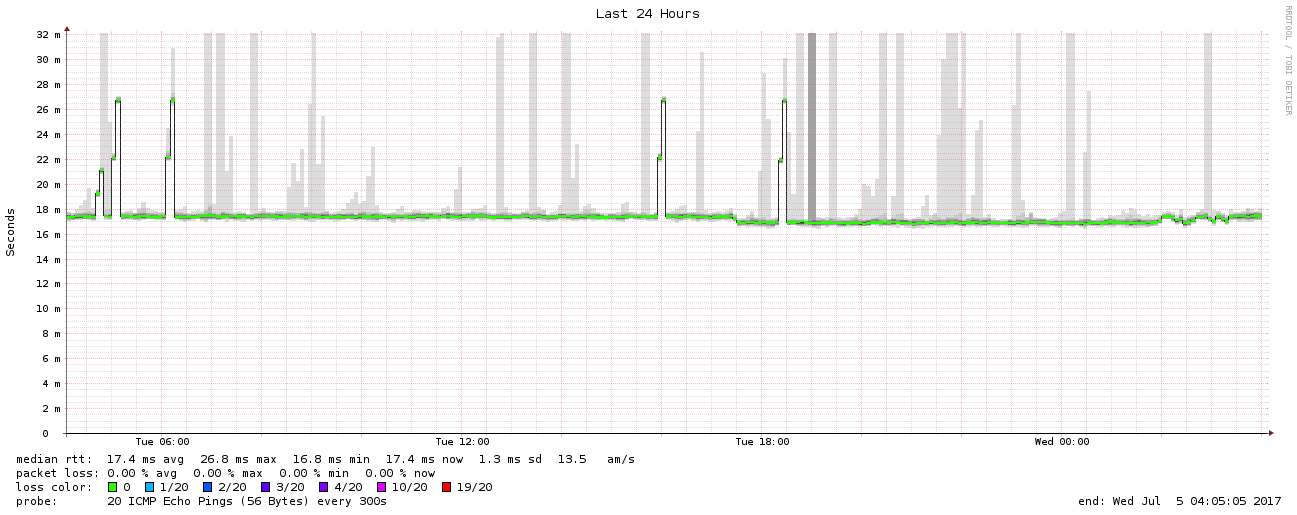 Last 24 Hours
RRDTOOL / TOBI OETIKER
Seconds
32 m
30 m
28 m
26 m
24 m
22 m
20 m
18 m
16 m
14 m
12 m
10 m
8 m
6 m
4 m
2 m
0
Tue 06:00 Tue 12:00 Tue 18:00 Wed 00:00
median rtt: 17.4 ms avg 26.8 ms max 16.8 ms min 17.4 ms now 1.3 ms sd 13.5 am/s
packet loss: 0.00 % avg 0.00 % max 0.00 % min 0.00 % now
loss color: 0 1/20 2/20 3/20 4/20 10/20 19/20
probe: 20 ICMP Echo Pings (56 Bytes) every 300s end: Wed Jul 5 04:05:05 2017